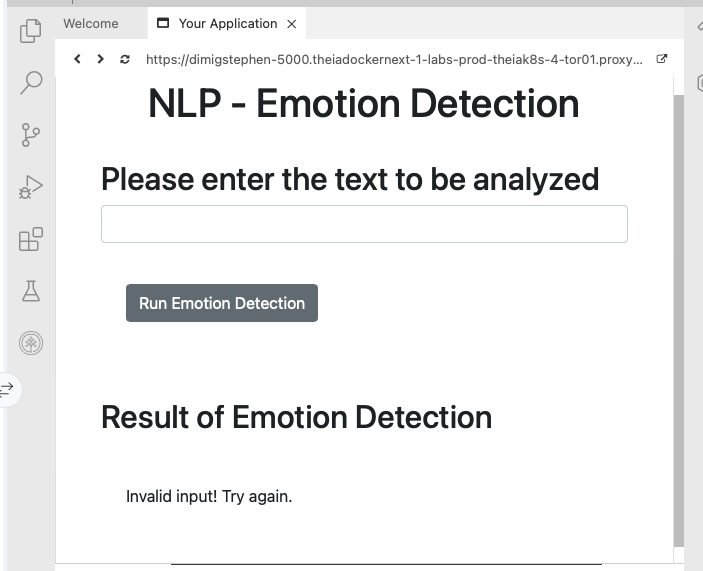 Welcome
Your Application
https://dimigstephen-5000.theiadockernext-1-labs-prod-theiak8s-4-tor01.proxy...
NLP - Emotion Detection
Please enter the text to be analyzed
Run Emotion Detection
Result of Emotion Detection
Invalid input! Try again.